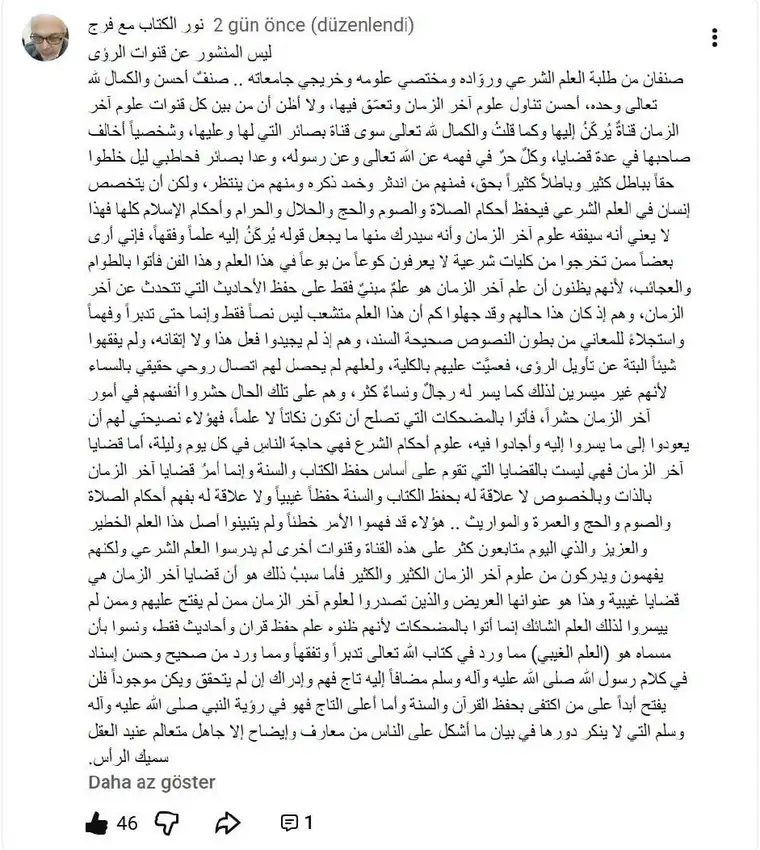 نور الكتاب مع فرج 2 gün önce (düzenlendi)
ليس المنشور عن قنوات الرؤى
صنفان من طلبة العلم الشرعي وروّاده ومختصي علومه وخريجي جامعاته .. صنفٌ أحسن والكمال لله
تعالى وحده، أحسن تناول علوم آخر الزمان وتعمّق فيها، ولا أظن أن من بين كل قنوات علوم آخر
الزمان قناةٌ يُركَنُ إليها وكما قلتُ والكمال لله تعالى سوى قناة بصائر التي لها وعليها، وشخصياً أخالف
صاحبها في عدة قضايا، وكلٌ حرٌ في فهمه عن الله تعالى وعن رسوله، وعدا بصائر فحاطبي ليل خلطوا
حقاً بباطل كثير وباطلاً كثيراً بحق، فمنهم من اندثر وخمد ذكره ومنهم من ينتظر، ولكن أن يتخصص
إنسان في العلم الشرعي فيحفظ أحكام الصلاة والصوم والحج والحلال والحرام وأحكام الإسلام كلها فهذا
لا يعني أنه سيفقه علوم آخر الزمان وأنه سيدرك منها ما يجعل قوله يُركَنُ إليه علماً وفقهاً، فإني أرى
بعضاً ممن تخرجوا من كليات شرعية لا يعرفون كوعاً من بوعاً في هذا العلم وهذا الفن فأتوا بالطوام
والعجائب، لأنهم يظنون أن علم آخر الزمان هو علمٌ مبنيٌ فقط على حفظ الأحاديث التي تتحدث عن آخر
الزمان، وهم إذ كان هذا حالهم وقد جهلوا كم أن هذا العلم متشعب ليس نصاً فقط وإنما حتى تدبراً وفهماً
واستجلاءً للمعاني من بطون النصوص صحيحة السند، وهم إذ لم يجيدوا فعل هذا ولا إتقانه، ولم يفقهوا
شيئاً البتة عن تأويل الرؤى، فعميَّت عليهم بالكلية، ولعلهم لم يحصل لهم اتصال روحي حقيقي بالسماء
لأنهم غير ميسرين لذلك كما يسر له رجالٌ ونساءٌ كثر، وهم على تلك الحال حشروا أنفسهم في أمور
آخر الزمان حشراً، فأتوا بالمضحكات التي تصلح أن تكون نكاتاً لا علماً، فهؤلاء نصيحتي لهم أن
يعودوا إلى ما يسروا إليه وأجادوا فيه، علوم أحكام الشرع فهي حاجة الناس في كل يوم وليلة، أما قضايا
آخر الزمان فهي ليست بالقضايا التي تقوم على أساس حفظ الكتاب والسنة وإنما أمرُ قضايا آخر الزمان
بالذات وبالخصوص لا علاقة له بحفظ الكتاب والسنة حفظاً غيبياً ولا علاقة له بفهم أحكام الصلاة
والصوم والحج والعمرة والمواريث .. هؤلاء قد فهموا الأمر خطئاً ولم يتبينوا أصل هذا العلم الخطير
والعزيز والذي اليوم متابعون كثر على هذه القناة وقنوات أخرى لم يدرسوا العلم الشرعي ولكنهم
يفهمون ويدركون من علوم آخر الزمان الكثير والكثير فأما سببُ ذلك هو أن قضايا آخر الزمان هي
قضايا غيبية وهذا هو عنوانها العريض والذين تصدروا لعلوم آخر الزمان ممن لم يفتح عليهم وممن لم
ييسروا لذلك العلم الشائك إنما أتوا بالمضحكات لأنهم ظنوه علم حفظ قران وأحاديث فقط، ونسوا بأن
مسماه هو (العلم الغيبي) مما ورد في كتاب الله تعالى تدبراً وتفقهاً ومما ورد من صحيح وحسن إسناد
في كلام رسول الله صلى الله عليه وآله وسلم مضافاً إليه تاج فهم وإدراك إن لم يتحقق ويكن موجوداً فلن
يفتح أبداً على من اكتفى بحفظ القرآن والسنة وأما أعلى التاج فهو في رؤية النبي صلى الله عليه وآله
وسلم التي لا ينكر دورها في بيان ما أشكل على الناس من معارف وإيضاح إلا جاهل متعالم عنيد العقل
سميك الرأس.
Daha az göster
46 1